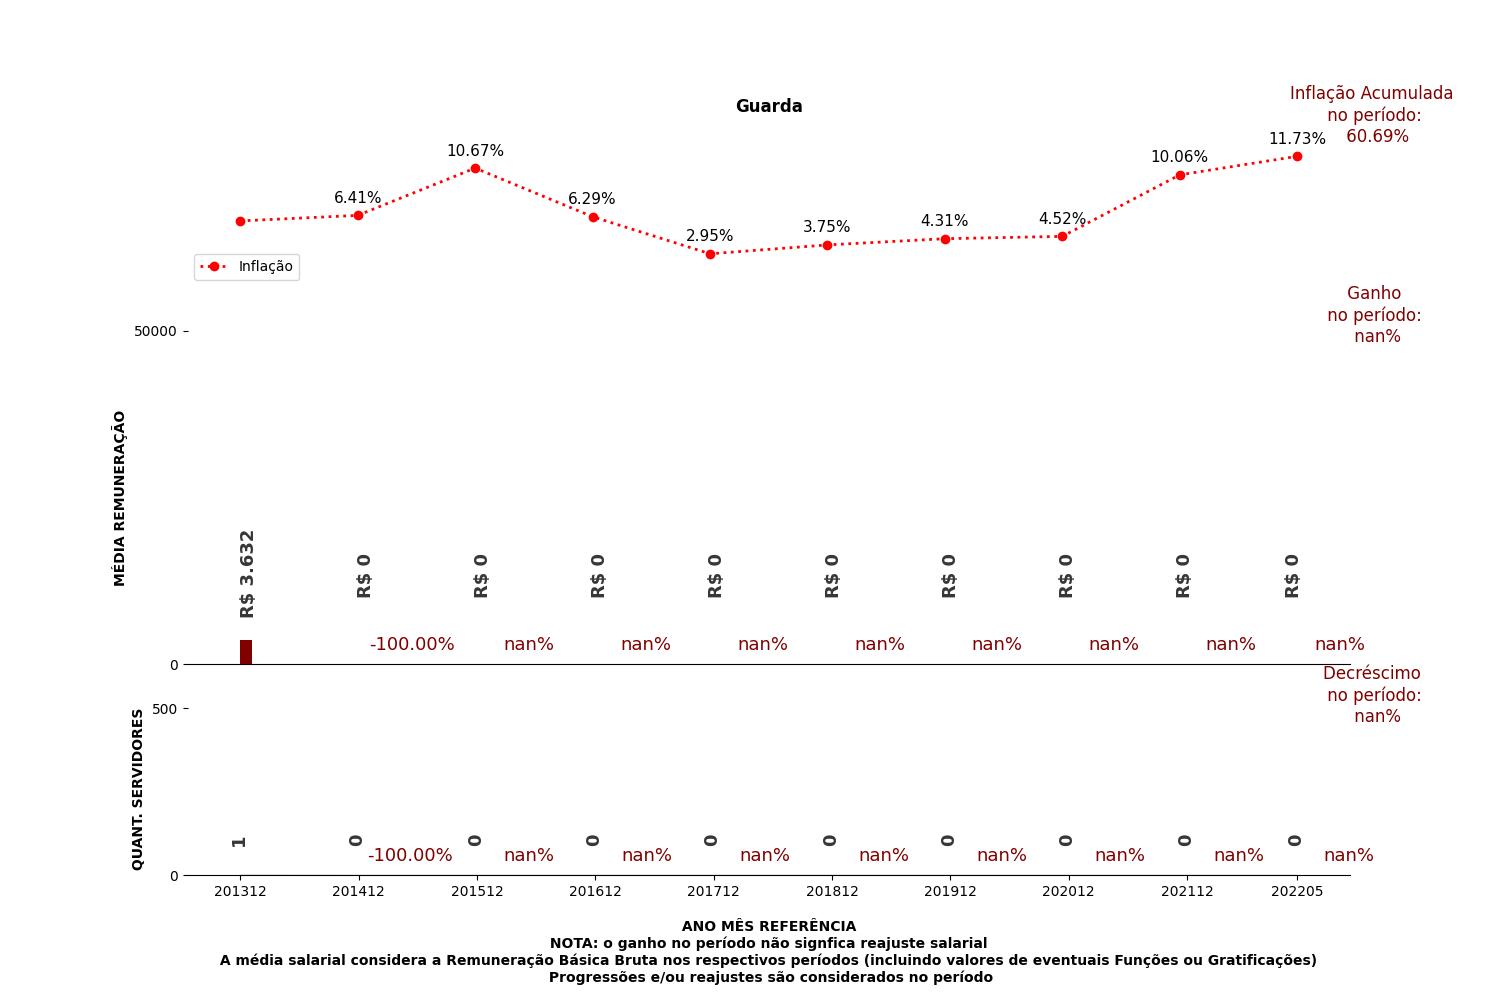 Guarda
Inflação Acumulada
no período:
60.69%
6.41%
10.67%
6.29%
2.95%
3.75%
4.31%
4.52%
10.06%
11.73%
Inflação
Ganho
no período:
nan%
50000
0
MÉDIA REMUNERAÇÃO
R$ 3.632
R$ 0
R$ 0
R$ 0
R$ 0
R$ 0
R$ 0
R$ 0
R$ 0
R$ 0
-100.00%
nan%
nan%
nan%
nan%
nan%
nan%
nan%
nan%
Decréscimo
no período:
nan%
500
0
QUANT. SERVIDORES
1
0
0
0
0
0
0
0
0
0
-100.00%
nan%
nan%
nan%
nan%
nan%
nan%
nan%
nan%
201312
201412
201512
201612
201712
201812
201912
202012
202112
202205
ANO MÊS REFERÊNCIA
NOTA: o ganho no período não signfica reajuste salarial
A média salarial considera a Remuneração Básica Bruta nos respectivos períodos (incluindo valores de eventuais Funções ou Gratificações)
Progressões e/ou reajustes são considerados no período